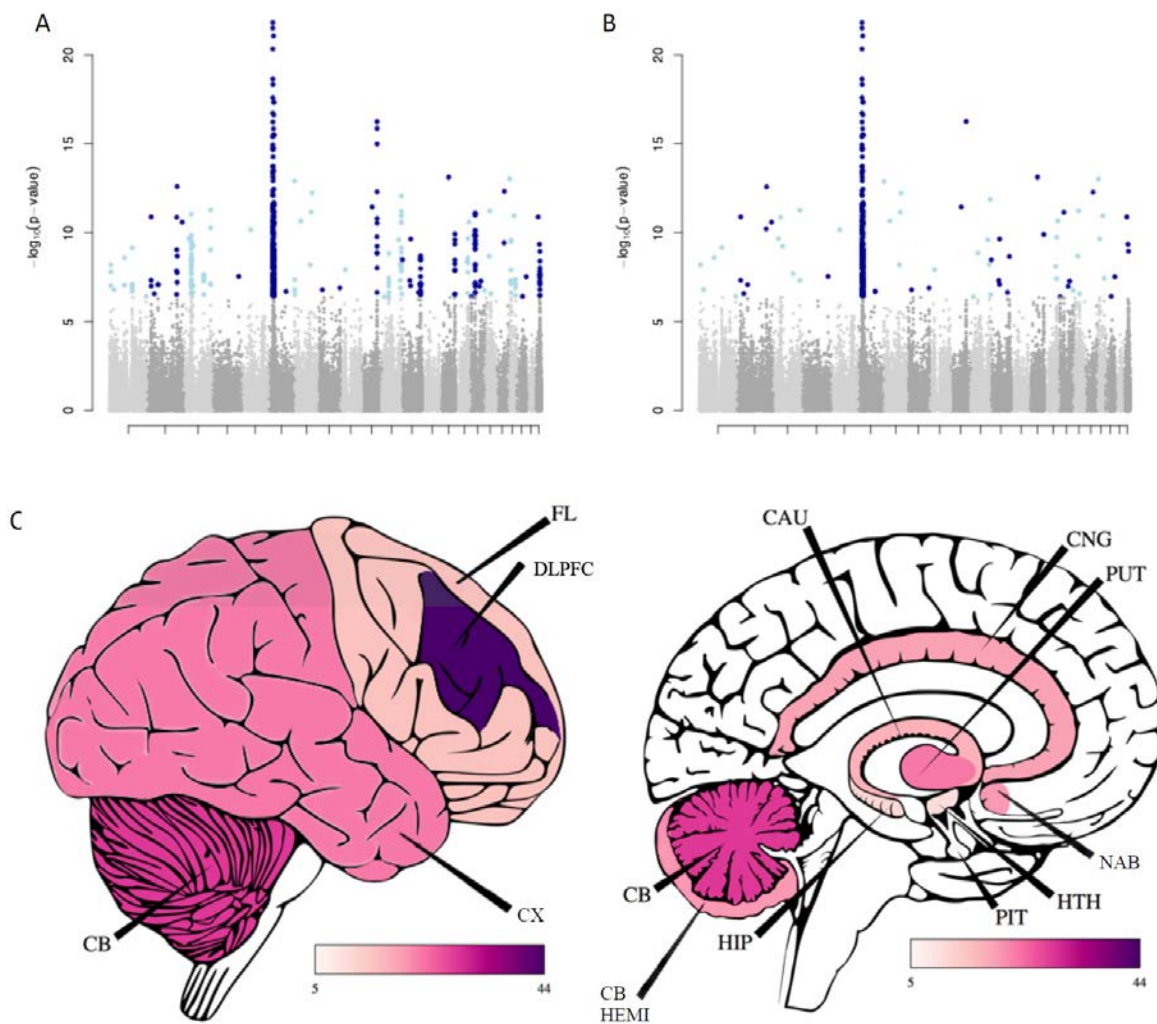 A
B
−log10(p−value)
20
15
10
5
0
−log10(p−value)
20
15
10
5
0
C
FL
DLPFC
CB
CX
5
44
CAU
CNG
PUT
NAB
HTH
PIT
HIP
CB
CB
HEMI
5
44